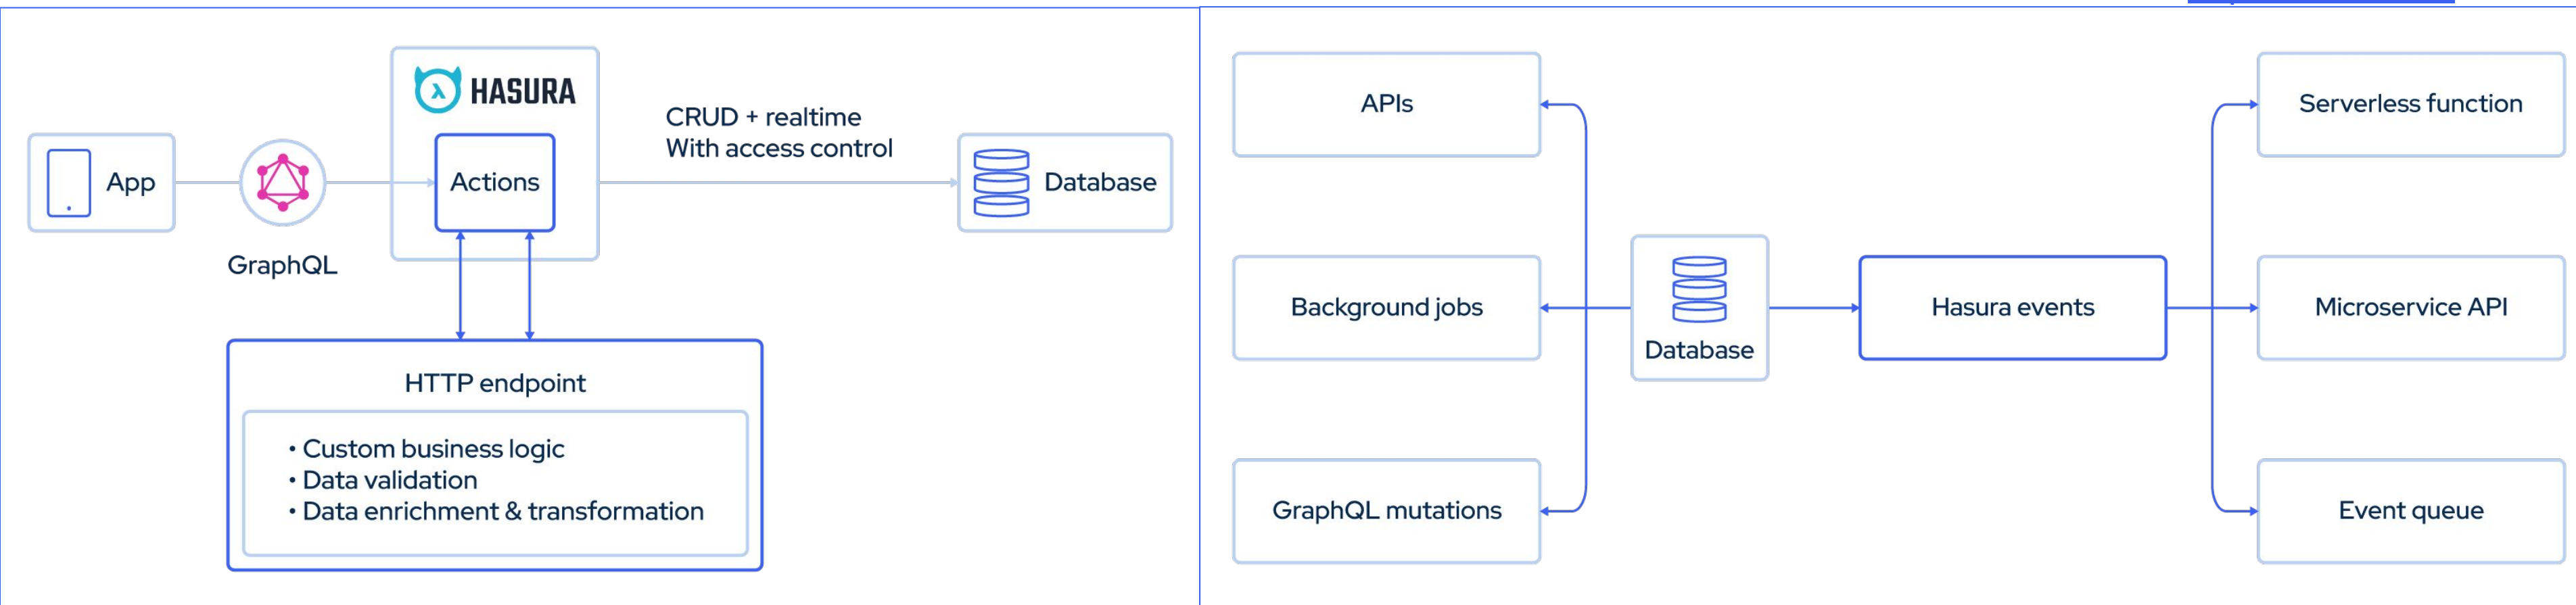 HASURA
CRUD + realtime
With access control
App
Actions
Database
GraphQL
HTTP endpoint
• Custom business logic
• Data validation
• Data enrichment & transformation
APIs
Serverless function
Background jobs
Database
Hasura events
Microservice API
GraphQL mutations
Event queue